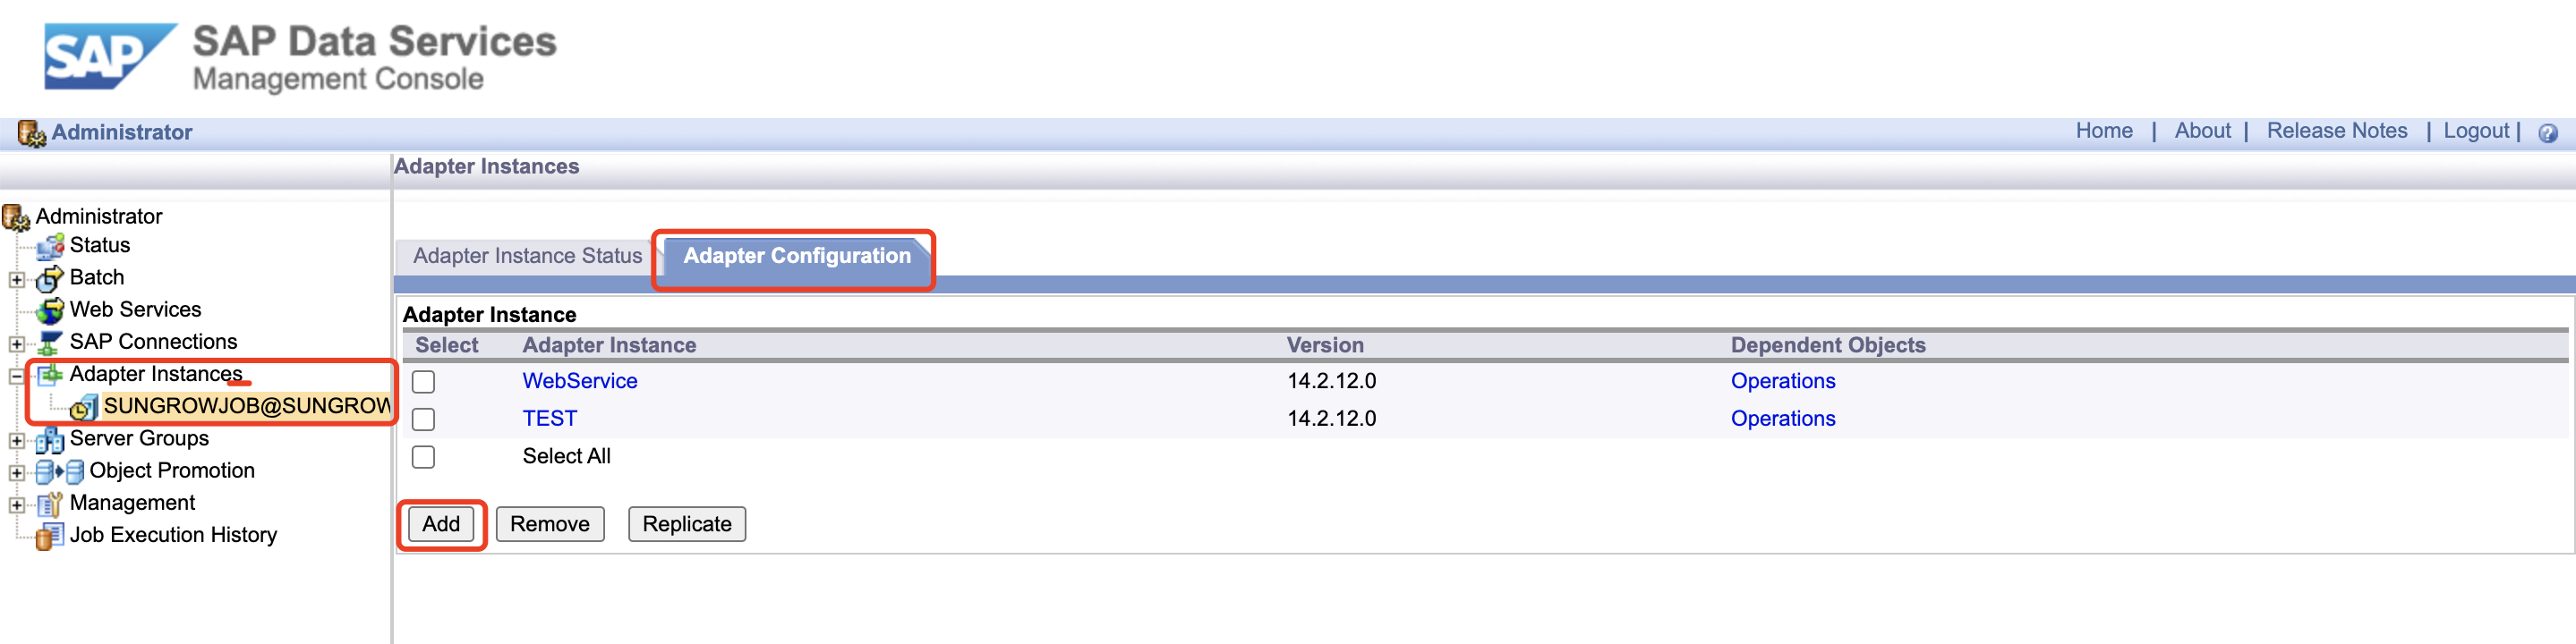 SAP SAP Data Services
Management Console
Administrator Home | About | Release Notes | Logout | ?
Adapter Instances
Administrator
Status
Batch
Web Services
SAP Connections
Adapter Instances
SUNGROWJOB@SUNGROW
Server Groups
Object Promotion
Management
Job Execution History
Adapter Instance Status Adapter Configuration
Adapter Instance
Select Adapter Instance Version Dependent Objects
WebService 14.2.12.0 Operations
TEST 14.2.12.0 Operations
Select All
Add Remove Replicate